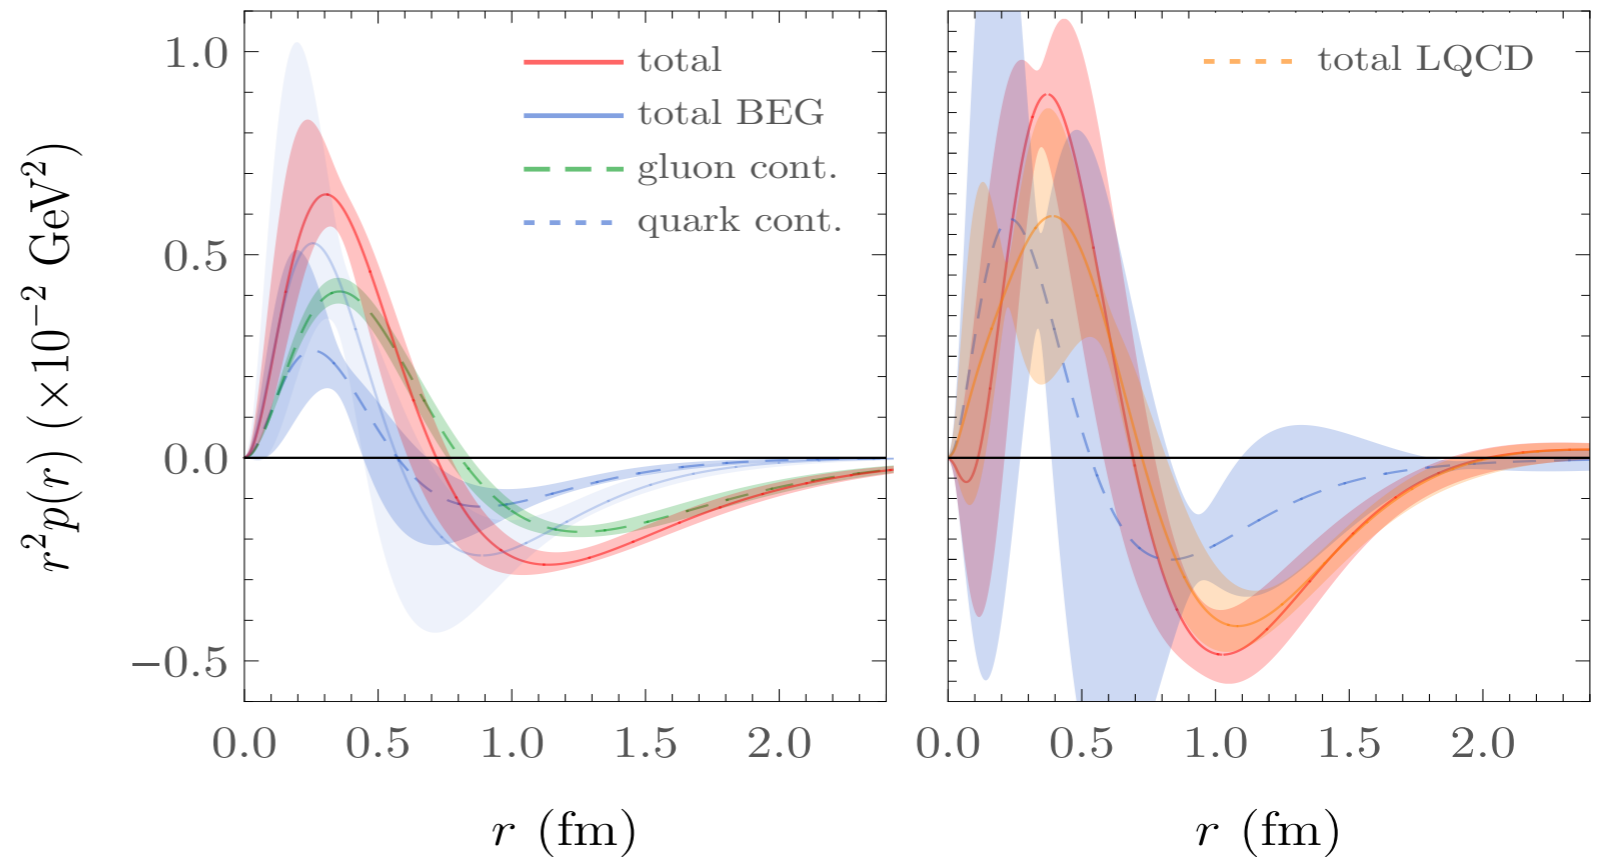 r²p(r) (×10⁻² GeV²)
1.0
0.5
0.0
−0.5
total
total BEG
gluon cont.
quark cont.
total LQCD
0.0 0.5 1.0 1.5 2.0
0.0 0.5 1.0 1.5 2.0
r (fm)
r (fm)